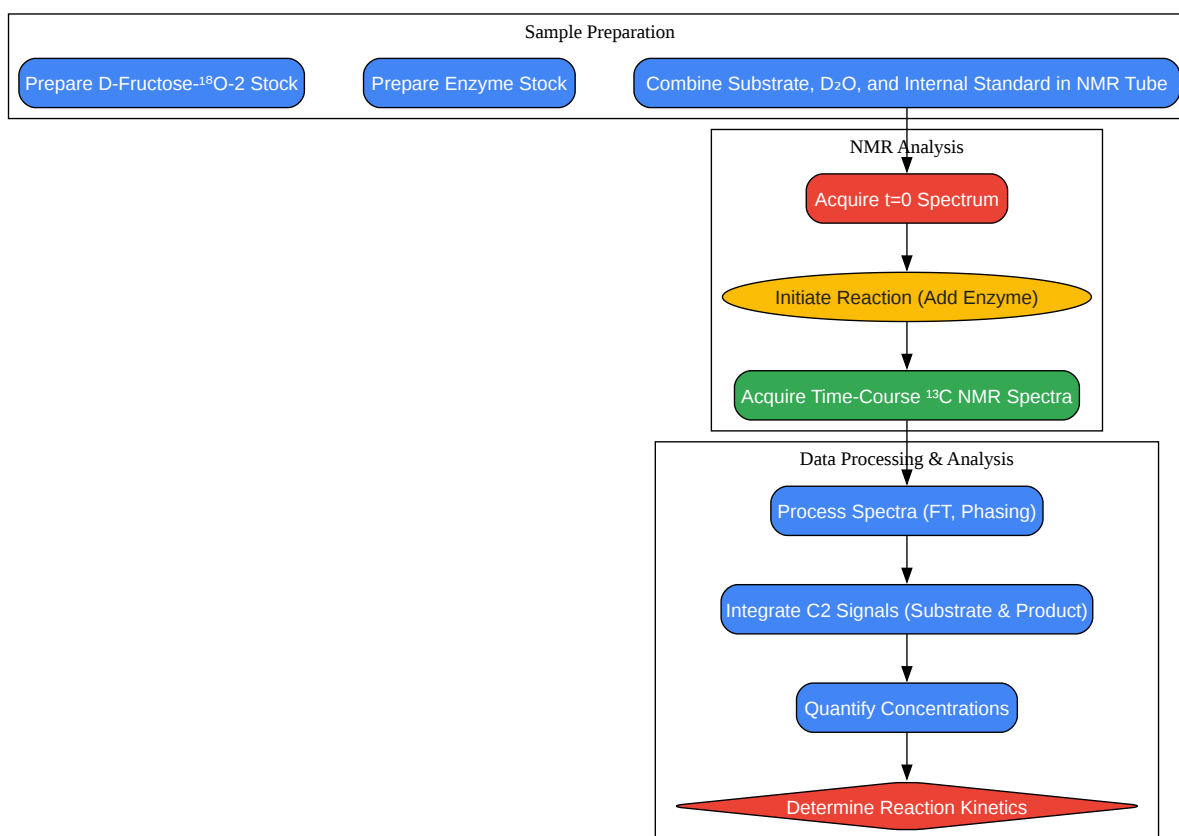 Sample Preparation
Prepare D-Fructose-¹⁸O-2 Stock
Prepare Enzyme Stock
Combine Substrate, D₂O, and Internal Standard in NMR Tube
NMR Analysis
Acquire t=0 Spectrum
Initiate Reaction (Add Enzyme)
Acquire Time-Course ¹³C NMR Spectra
Data Processing & Analysis
Process Spectra (FT, Phasing)
Integrate C2 Signals (Substrate & Product)
Quantify Concentrations
Determine Reaction Kinetics